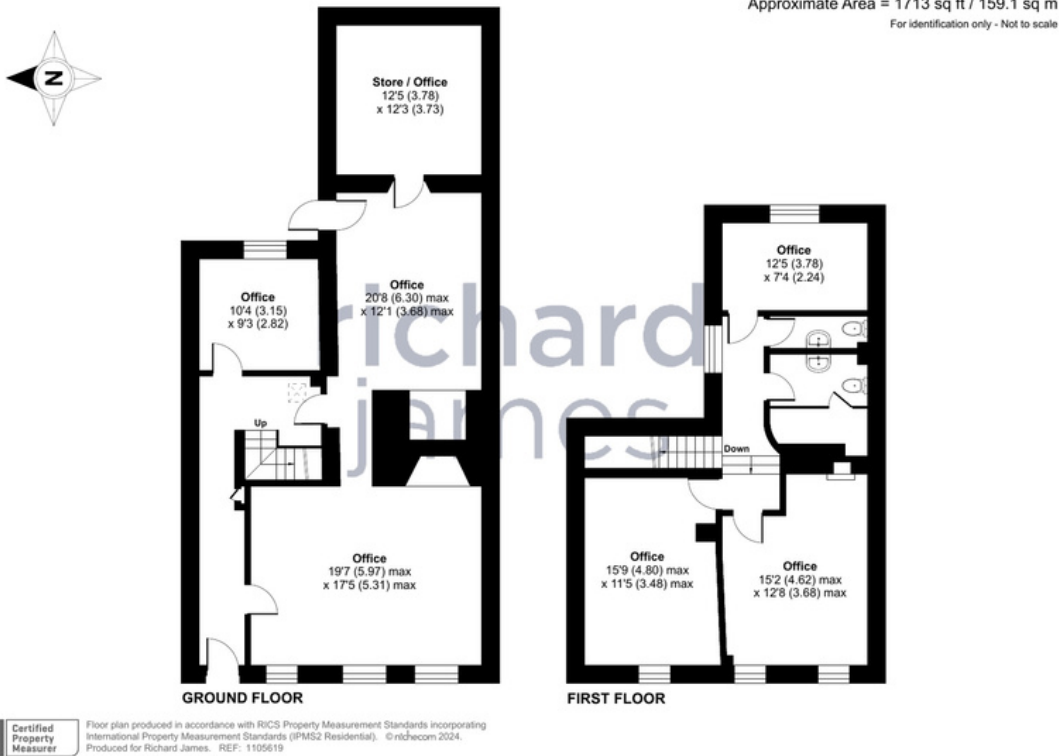 Approximate Area = 1713 sq ft / 159.1 sq m
For identification only - Not to scale
N
Store / Office
12'5 (3.78)
x 12'3 (3.73)
Office
20'8 (6.30) max
x 12'1 (3.68) max
Office
10'4 (3.15)
x 9'3 (2.82)
Up
Office
19'7 (5.97) max
x 17'5 (5.31) max
GROUND FLOOR
Office
12'5 (3.78)
x 7'4 (2.24)
Down
Office
15'9 (4.80) max
x 11'5 (3.48) max
Office
15'2 (4.62) max
x 12'8 (3.68) max
FIRST FLOOR
richard
james
Certified
Property
Measurer
Floor plan produced in accordance with RICS Property Measurement Standards incorporating
International Property Measurement Standards (IPMS2 Residential). ©nichecom 2024.
Produced for Richard James. REF: 1105619